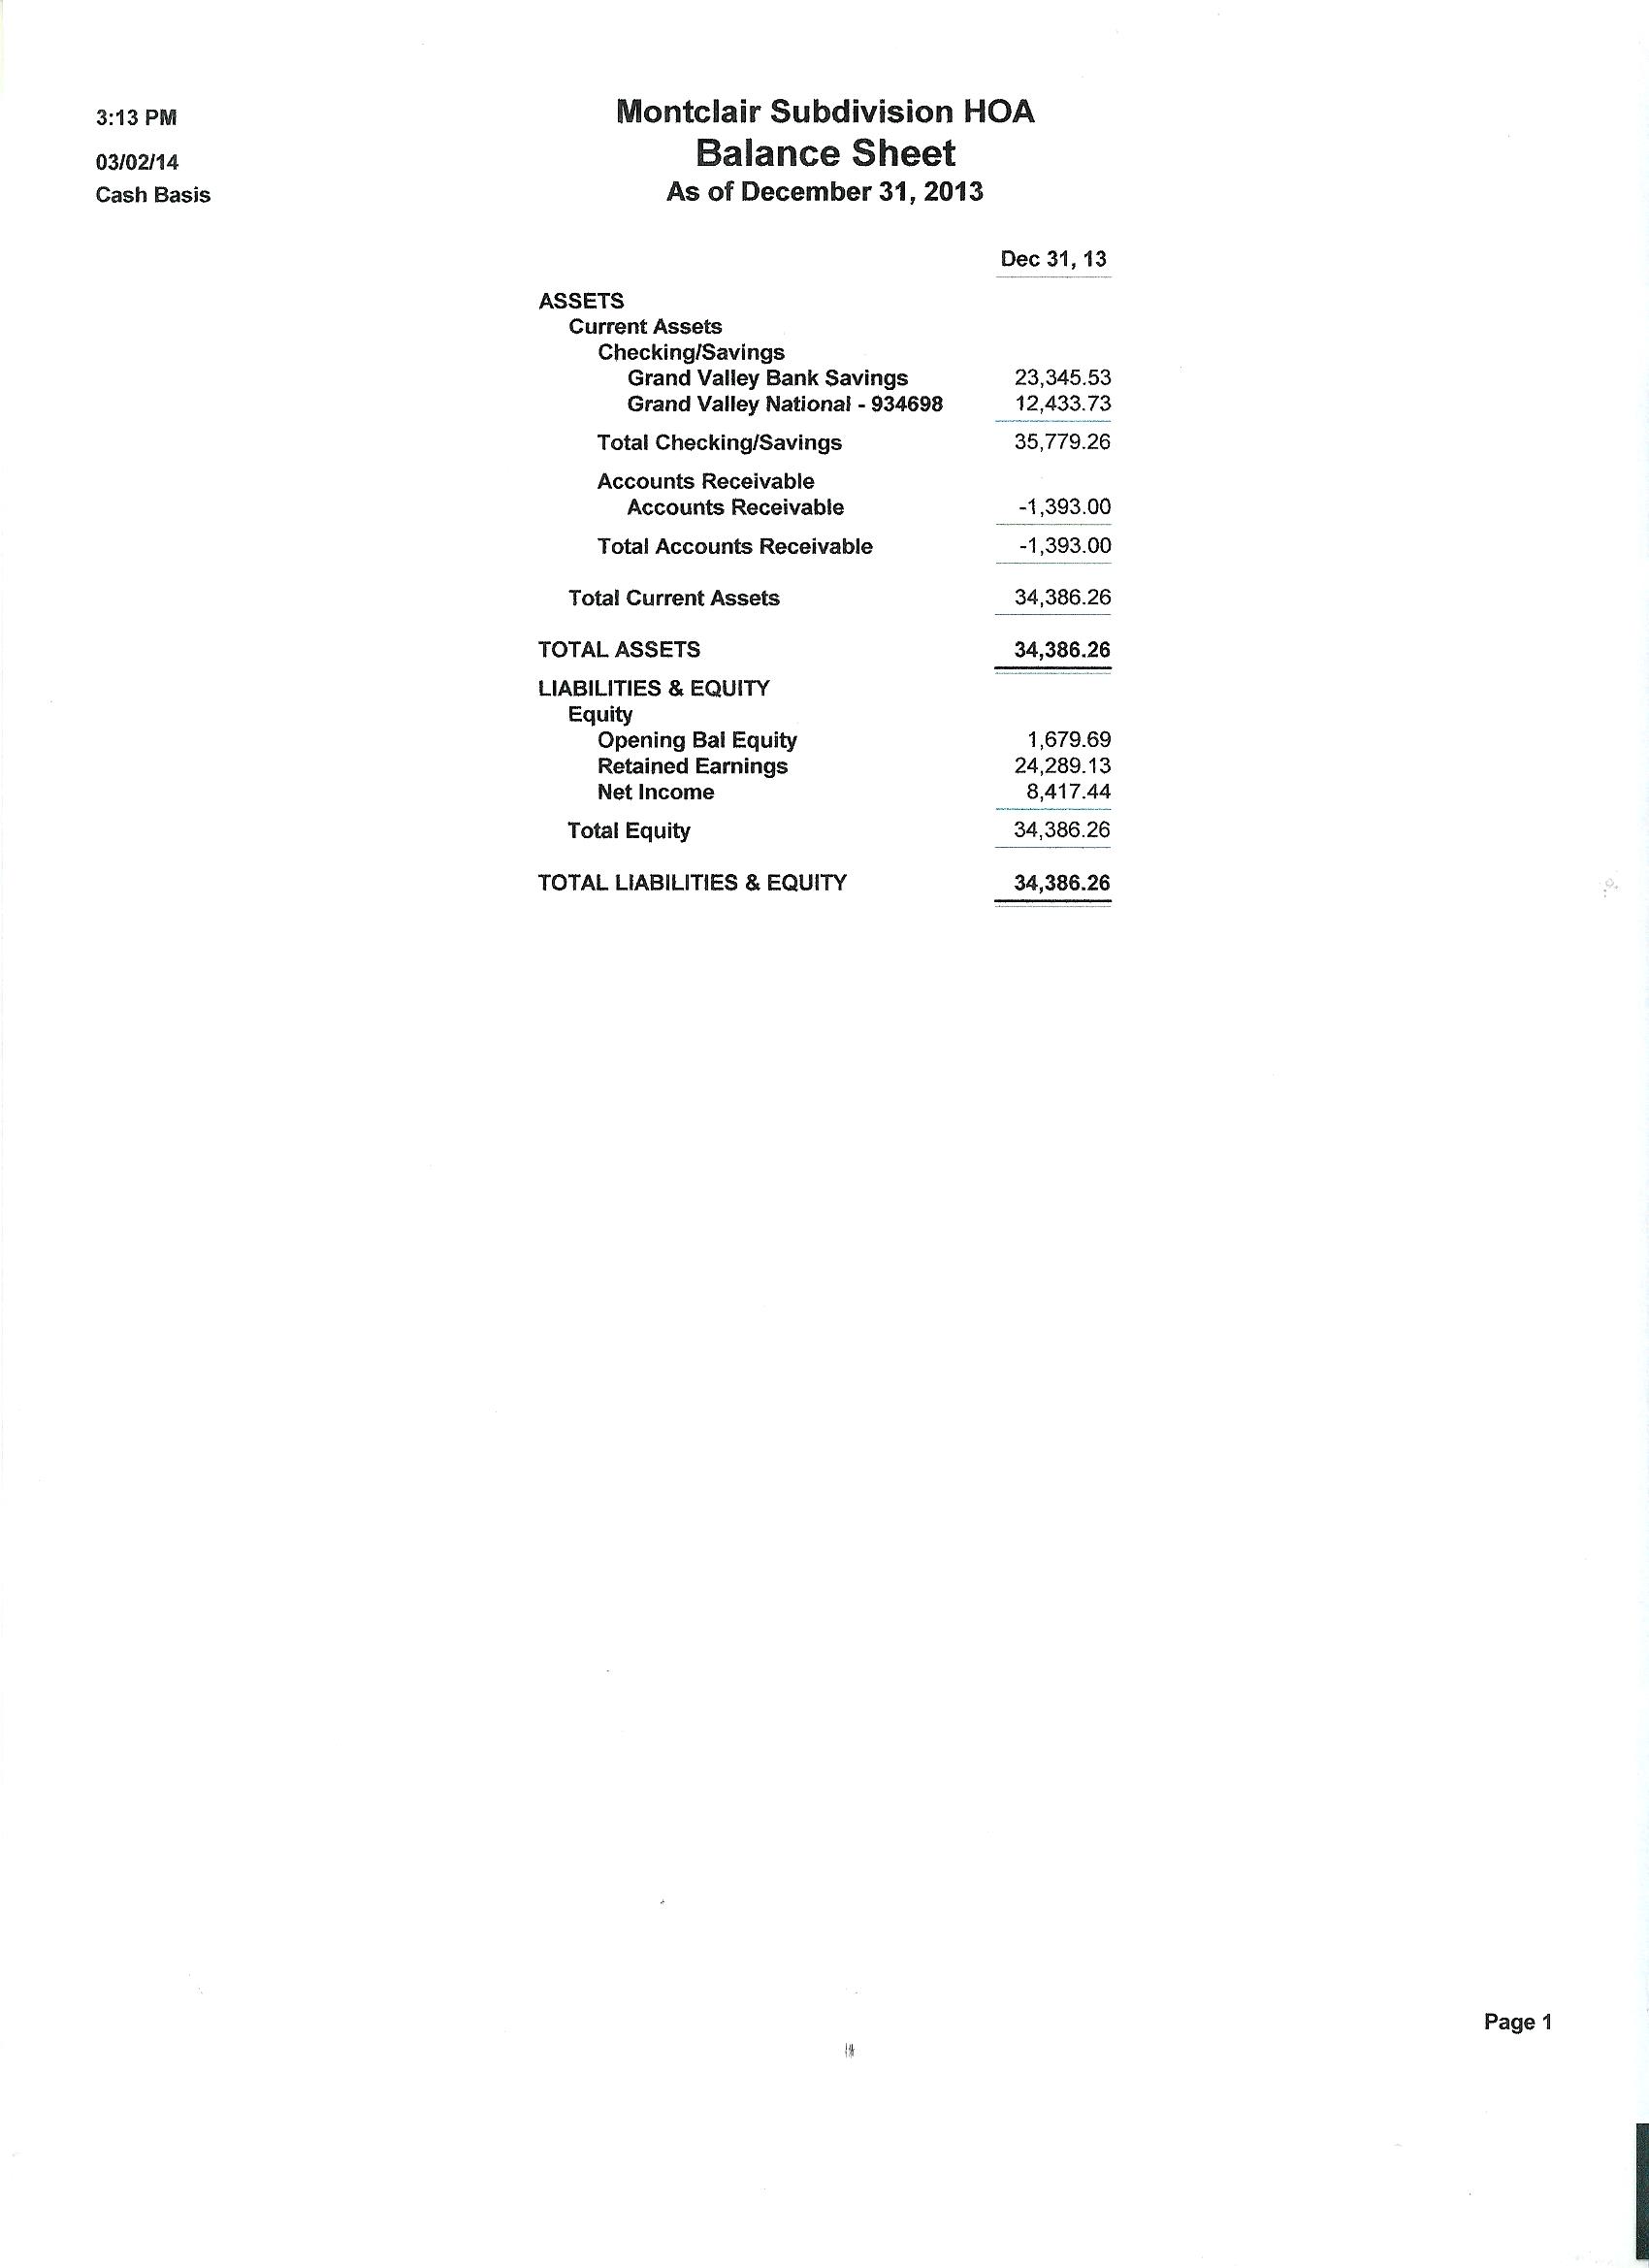 3:13 PM
03/02/14
Cash Basis
Montclair Subdivision HOA
Balance Sheet
As of December 31, 2013
Dec 31, 13
ASSETS
Current Assets
Checking/Savings
Grand Valley Bank Savings 23,345.53
Grand Valley National - 934698 12,433.73
Total Checking/Savings 35,779.26
Accounts Receivable
Accounts Receivable -1,393.00
Total Accounts Receivable -1,393.00
Total Current Assets 34,386.26
TOTAL ASSETS 34,386.26
LIABILITIES & EQUITY
Equity
Opening Bal Equity 1,679.69
Retained Earnings 24,289.13
Net Income 8,417.44
Total Equity 34,386.26
TOTAL LIABILITIES & EQUITY 34,386.26
Page 1